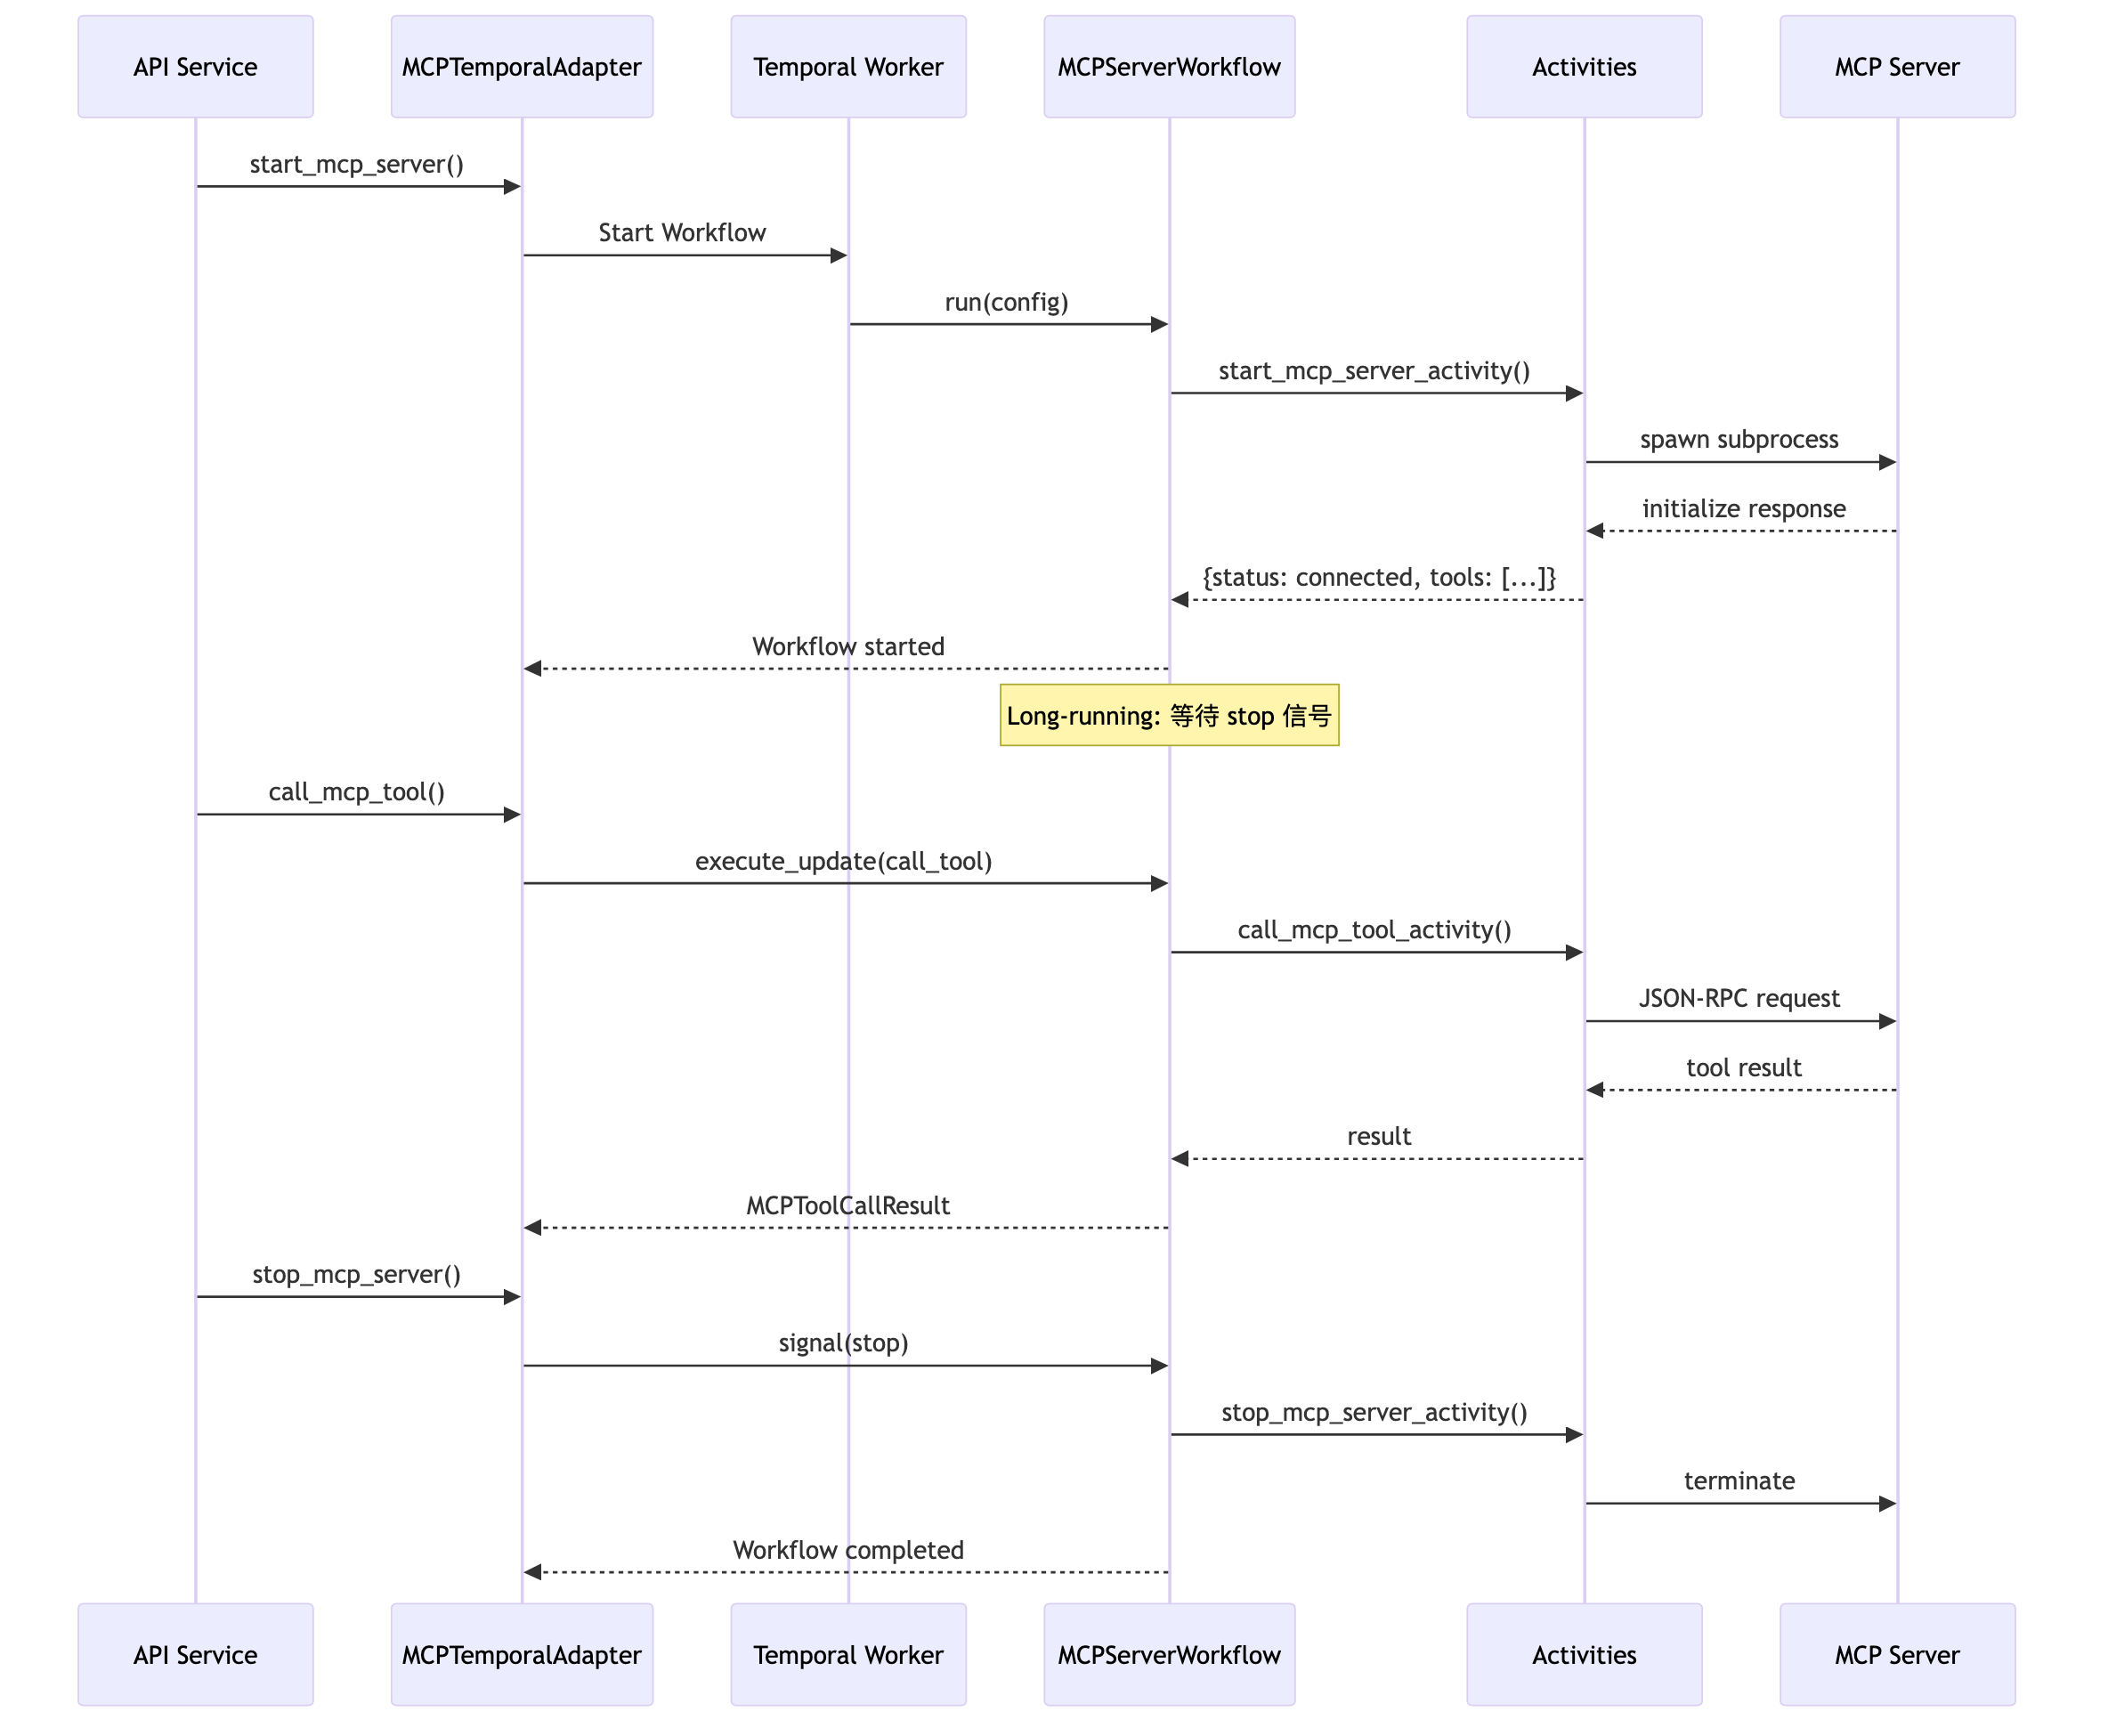 API Service
MCPTemporalAdapter
Temporal Worker
MCPServerWorkflow
Activities
MCP Server
start_mcp_server()
Start Workflow
run(config)
start_mcp_server_activity()
spawn subprocess
initialize response
{status: connected, tools: [...]}
Workflow started
Long-running: 等待 stop 信号
call_mcp_tool()
execute_update(call_tool)
call_mcp_tool_activity()
JSON-RPC request
tool result
result
MCPToolCallResult
stop_mcp_server()
signal(stop)
stop_mcp_server_activity()
terminate
Workflow completed
API Service
MCPTemporalAdapter
Temporal Worker
MCPServerWorkflow
Activities
MCP Server